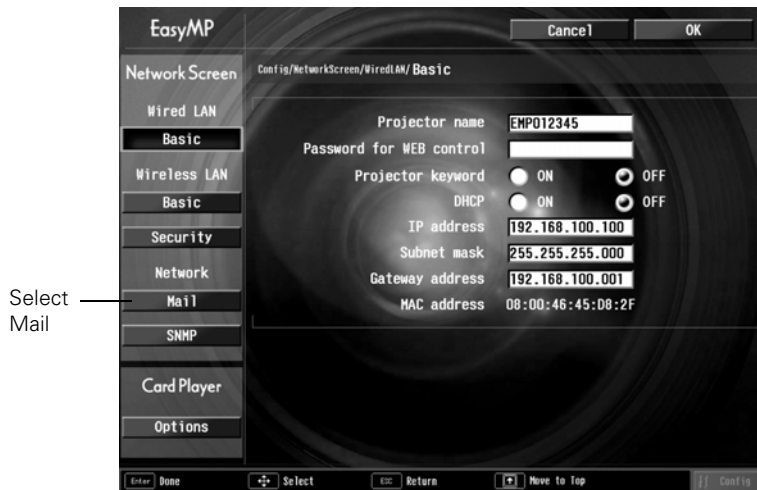 EasyMP
Cancel
OK
Network Screen
Config/NetworkScreen/WiredLAN/Basic
Wired LAN
Basic
Wireless LAN
Basic
Security
Network
Mail
SNMP
Card Player
Options
Projector name EMP012345
Password for WEB control
Projector keyword ON OFF
DHCP ON OFF
IP address 192.168.100.100
Subnet mask 255.255.255.000
Gateway address 192.168.100.001
MAC address 08:00:46:45:D8:2F
Select
Mail
Enter Done Select ESC Return Move to Top Config